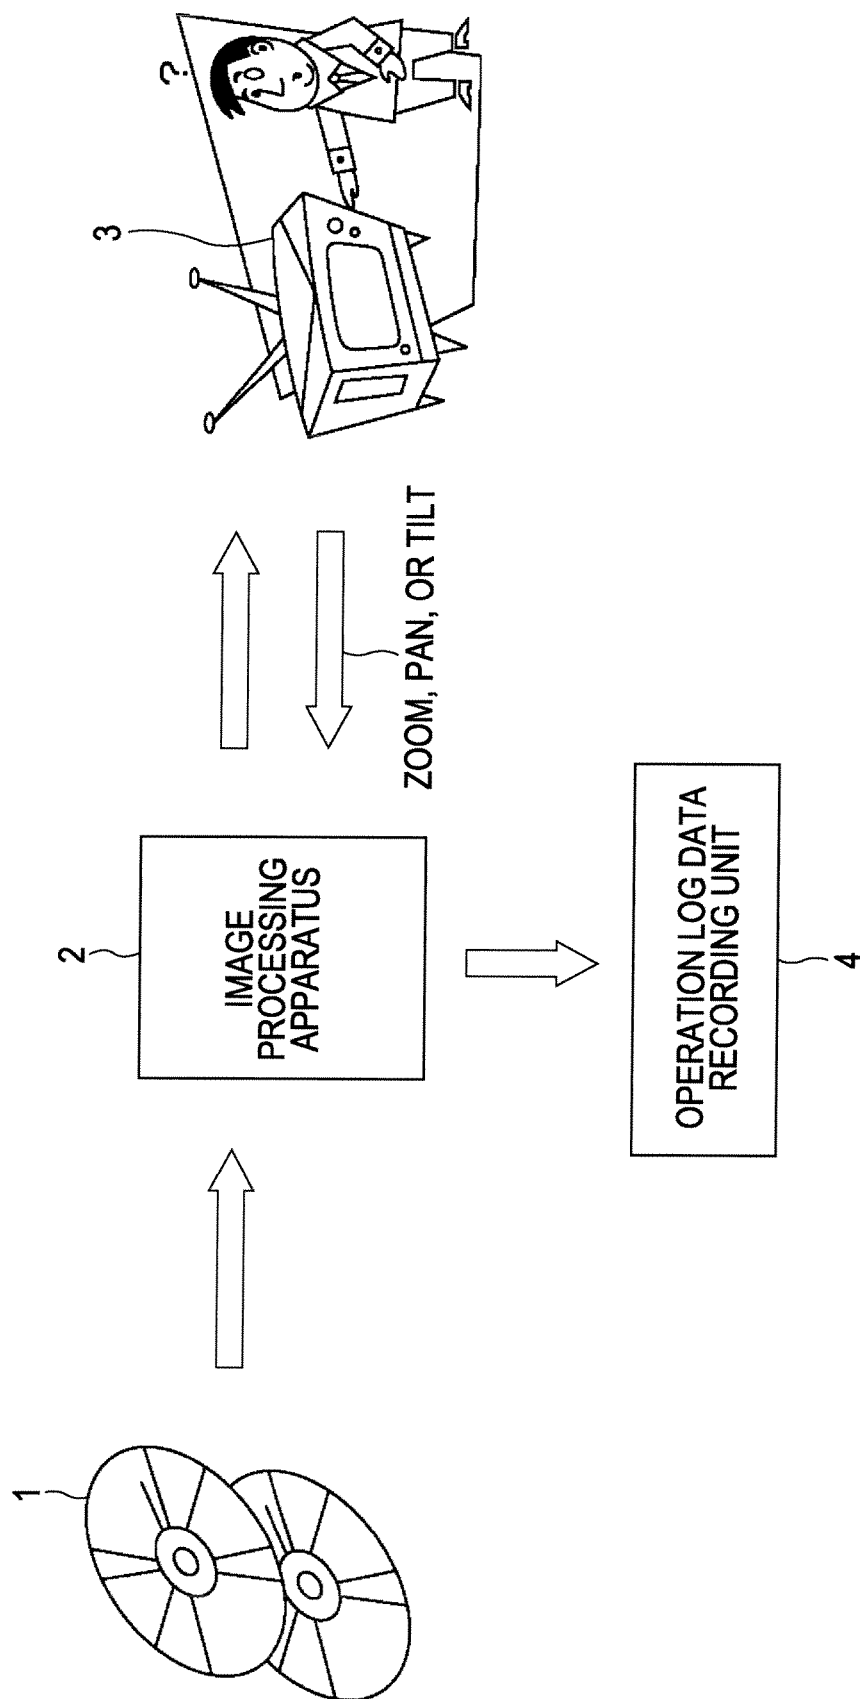 1
2
3
?
IMAGE
PROCESSING
APPARATUS
ZOOM, PAN, OR TILT
OPERATION LOG DATA
RECORDING UNIT
4